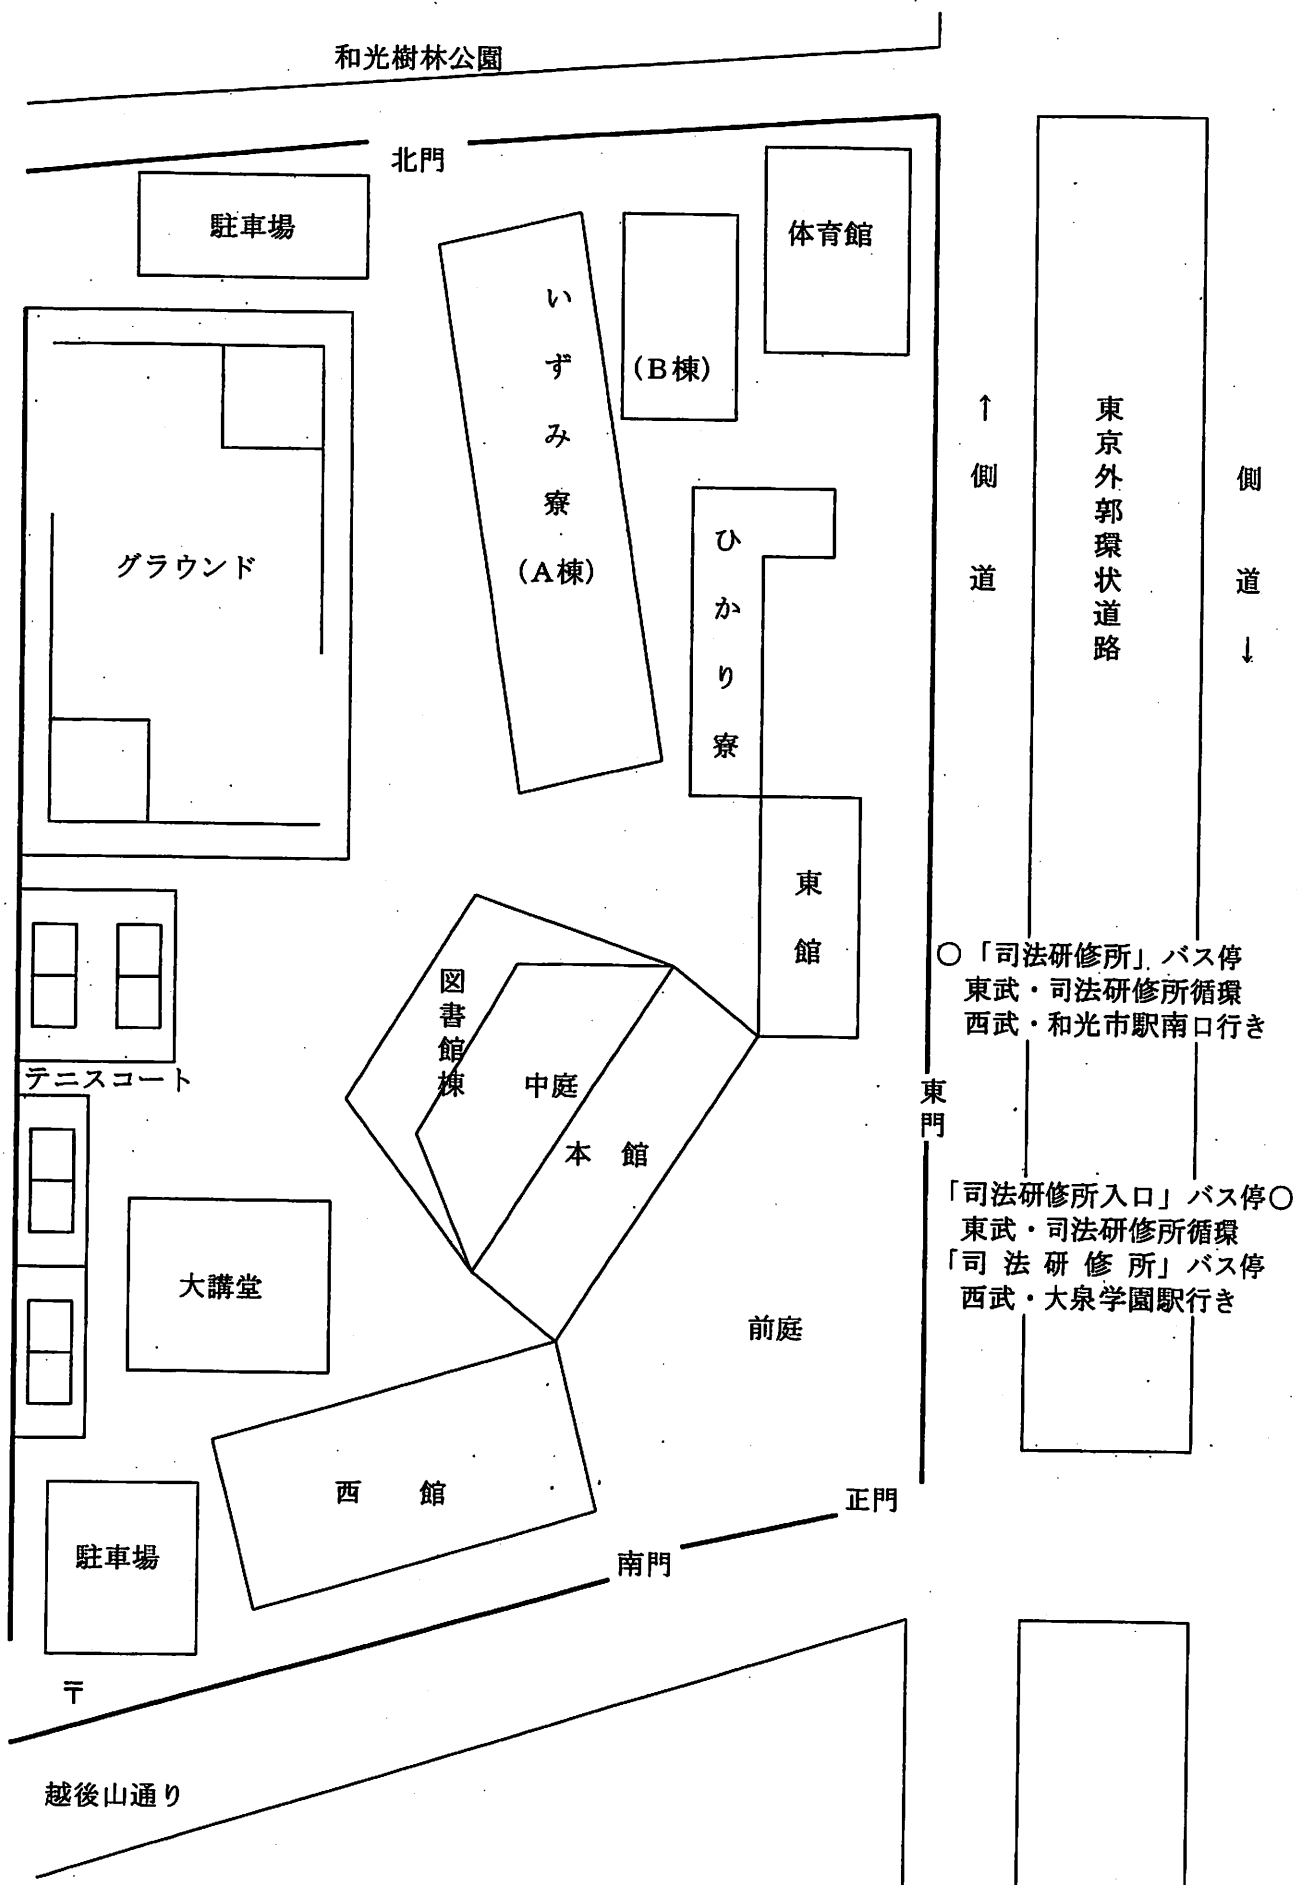 和光樹林公園
北門
駐車場
体育館
いずみ寮
(A棟)
(B棟)
グラウンド
ひかり寮
↑側道
東京外郭環状道路
側道↓
東館
○「司法研修所」バス停
東武・司法研修所循環
西武・和光市駅南口行き
図書館棟
中庭
本館
テニスコート
東門
「司法研修所入口」バス停○
東武・司法研修所循環
「司法研修所」バス停
西武・大泉学園駅行き
大講堂
前庭
西館
正門
南門
駐車場
〒
越後山通り